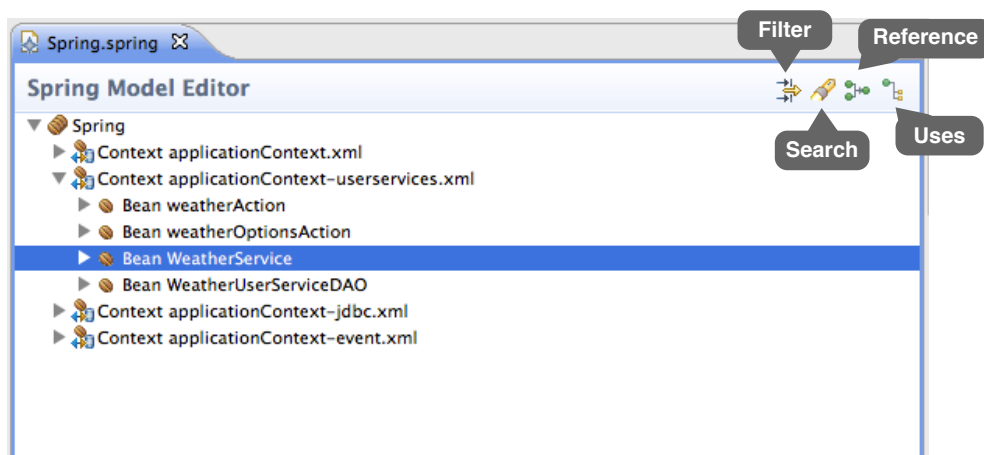 Spring.spring
Filter
Reference
Spring Model Editor
Search
Uses
Spring
Context applicationContext.xml
Context applicationContext-userservices.xml
Bean weatherAction
Bean weatherOptionsAction
Bean WeatherService
Bean WeatherUserServiceDAO
Context applicationContext-jdbc.xml
Context applicationContext-event.xml